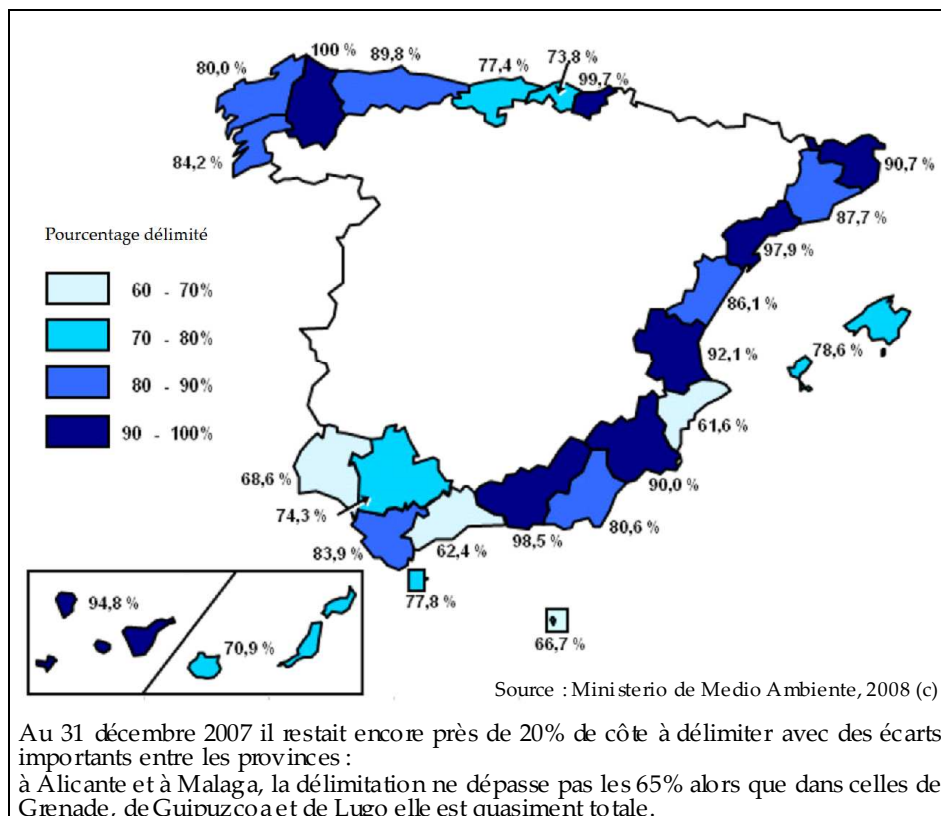 100 %
89,8 %
80,0 %
77,4 %
73,8 %
99,7 %
84,2 %
90,7 %
87,7 %
97,9 %
86,1 %
92,1 %
78,6 %
61,6 %
90,0 %
80,6 %
98,5 %
62,4 %
83,9 %
74,3 %
68,6 %
77,8 %
66,7 %
94,8 %
70,9 %
Pourcentage délimité
60 - 70%
70 - 80%
80 - 90%
90 - 100%
Source : Ministerio de Medio Ambiente, 2008 (c)
Au 31 décembre 2007 il restait encore près de 20% de côte à délimiter avec des écarts
importants entre les provinces :
à Alicante et à Malaga, la délimitation ne dépasse pas les 65% alors que dans celles de
Grenade, de Guipuzcoa et de Lugo elle est quasiment totale.